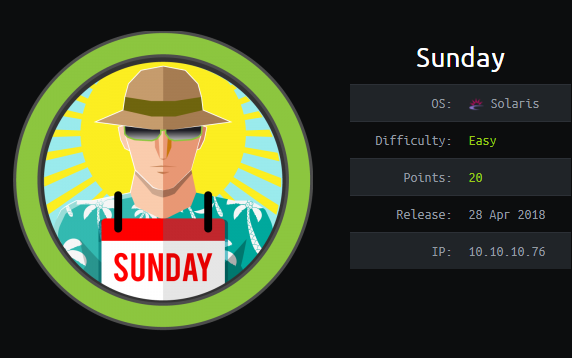 Sunday
OS: Solaris
Difficulty: Easy
Points: 20
Release: 28 Apr 2018
IP: 10.10.10.76
SUNDAY